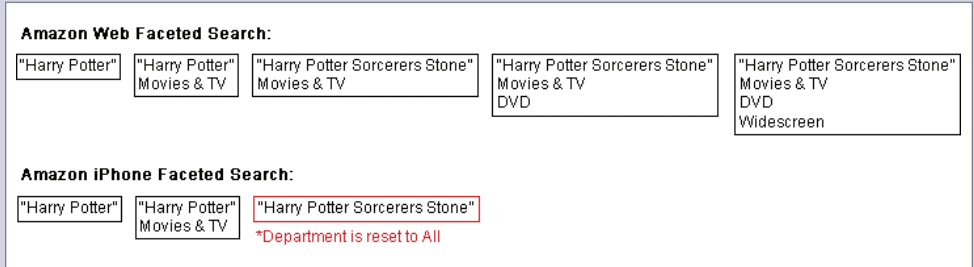 Amazon Web Faceted Search:
"Harry Potter"
"Harry Potter"
Movies & TV
"Harry Potter Sorcerers Stone"
Movies & TV
"Harry Potter Sorcerers Stone"
Movies & TV
DVD
"Harry Potter Sorcerers Stone"
Movies & TV
DVD
Widescreen
Amazon iPhone Faceted Search:
"Harry Potter"
"Harry Potter"
Movies & TV
"Harry Potter Sorcerers Stone"
*Department is reset to All